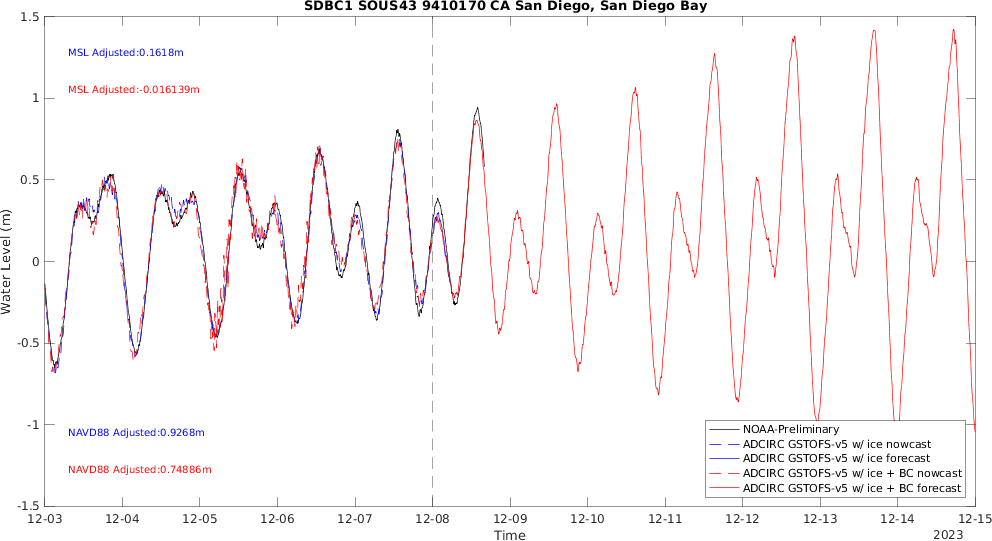 SDBC1 SOUS43 9410170 CA San Diego, San Diego Bay
1.5
MSL Adjusted:0.1618m
MSL Adjusted:-0.016139m
1
0.5
Water Level (m)
0
-0.5
-1
NAVD88 Adjusted:0.9268m
NAVD88 Adjusted:0.74886m
-1.5
NOAA-Preliminary
ADCIRC GSTOFS-v5 w/ ice nowcast
ADCIRC GSTOFS-v5 w/ ice forecast
ADCIRC GSTOFS-v5 w/ ice + BC nowcast
ADCIRC GSTOFS-v5 w/ ice + BC forecast
12-03 12-04 12-05 12-06 12-07 12-08 12-09 12-10 12-11 12-12 12-13 12-14 12-15
Time
2023